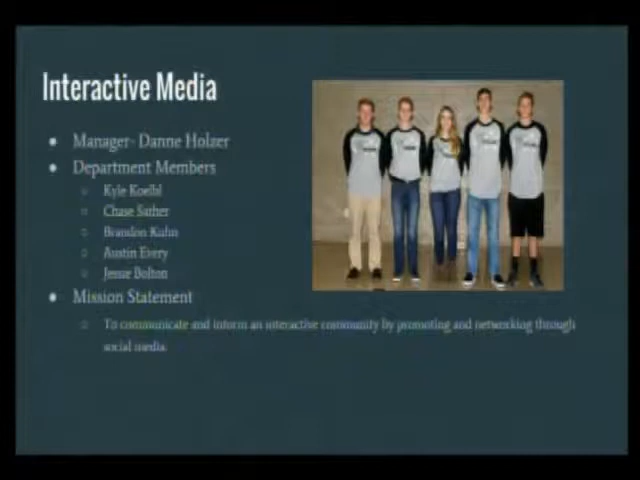 Interactive Media
Manager- Danne Holzer
Department Members
Kyle Koelbl
Chase Sather
Brandon Kuhn
Austin Every
Jessie Bolton
Mission Statement
To communicate and inform an interactive community by promoting and networking through
social media.